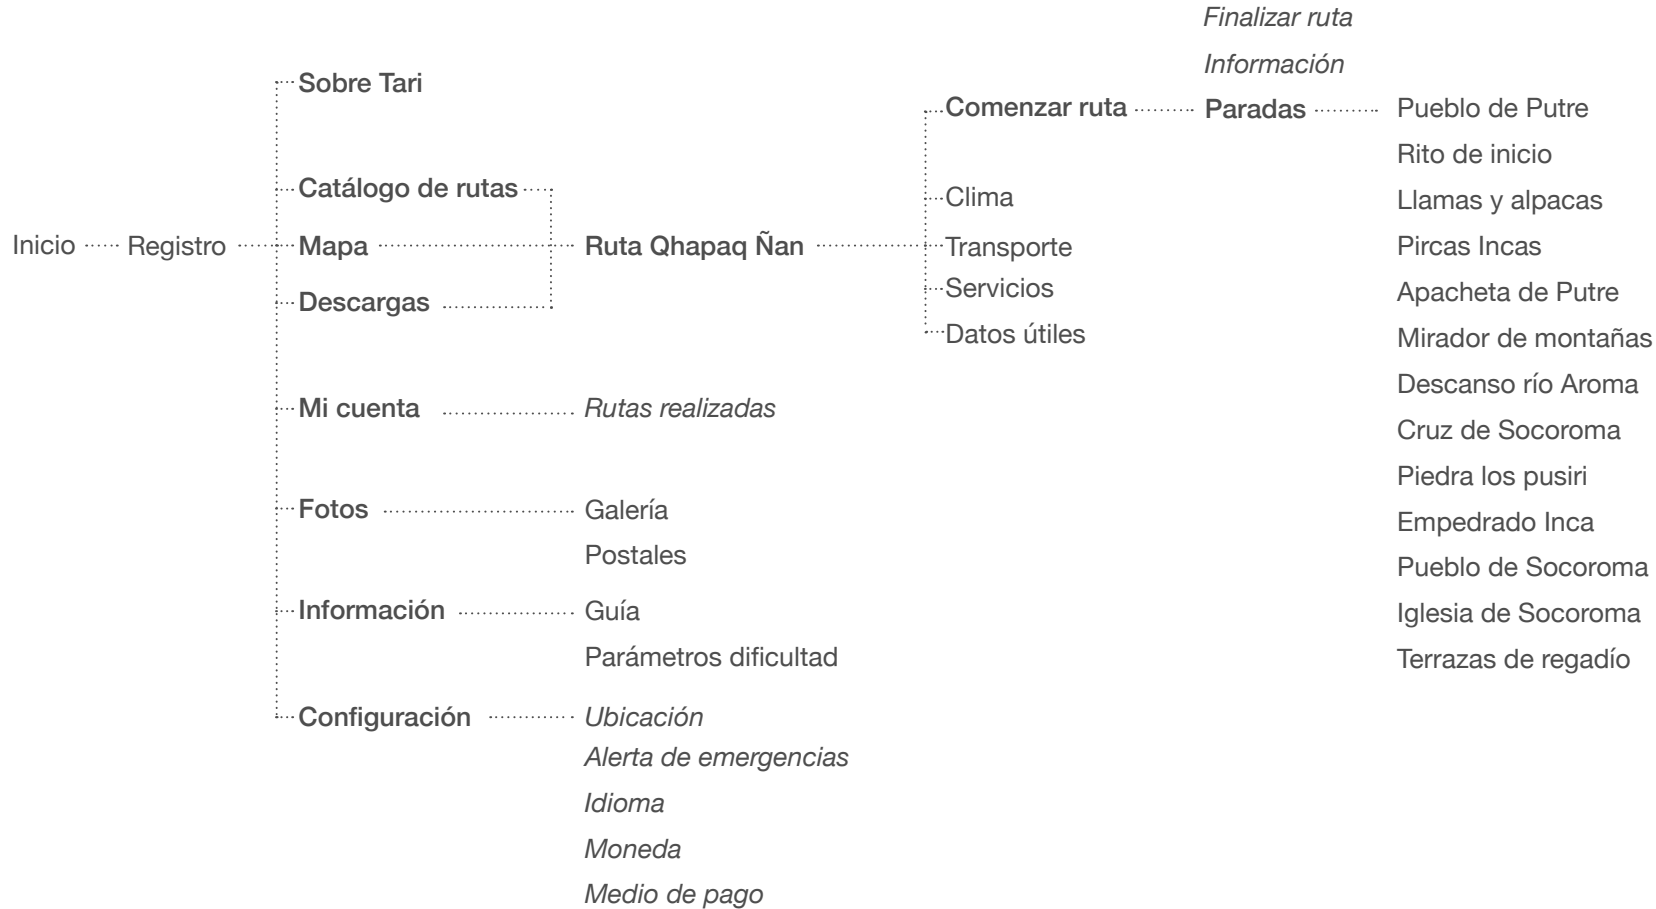 Inicio
Registro
Sobre Tari
Catálogo de rutas
Mapa
Descargas
Mi cuenta
Fotos
Información
Configuración
Ruta Qhapaq Ñan
Rutas realizadas
Galería
Postales
Guía
Parámetros dificultad
Ubicación
Alerta de emergencias
Idioma
Moneda
Medio de pago
Comenzar ruta
Clima
Transporte
Servicios
Datos útiles
Finalizar ruta
Información
Paradas
Pueblo de Putre
Rito de inicio
Llamas y alpacas
Pircas Incas
Apacheta de Putre
Mirador de montañas
Descanso río Aroma
Cruz de Socoroma
Piedra los pusiri
Empedrado Inca
Pueblo de Socoroma
Iglesia de Socoroma
Terrazas de regadío